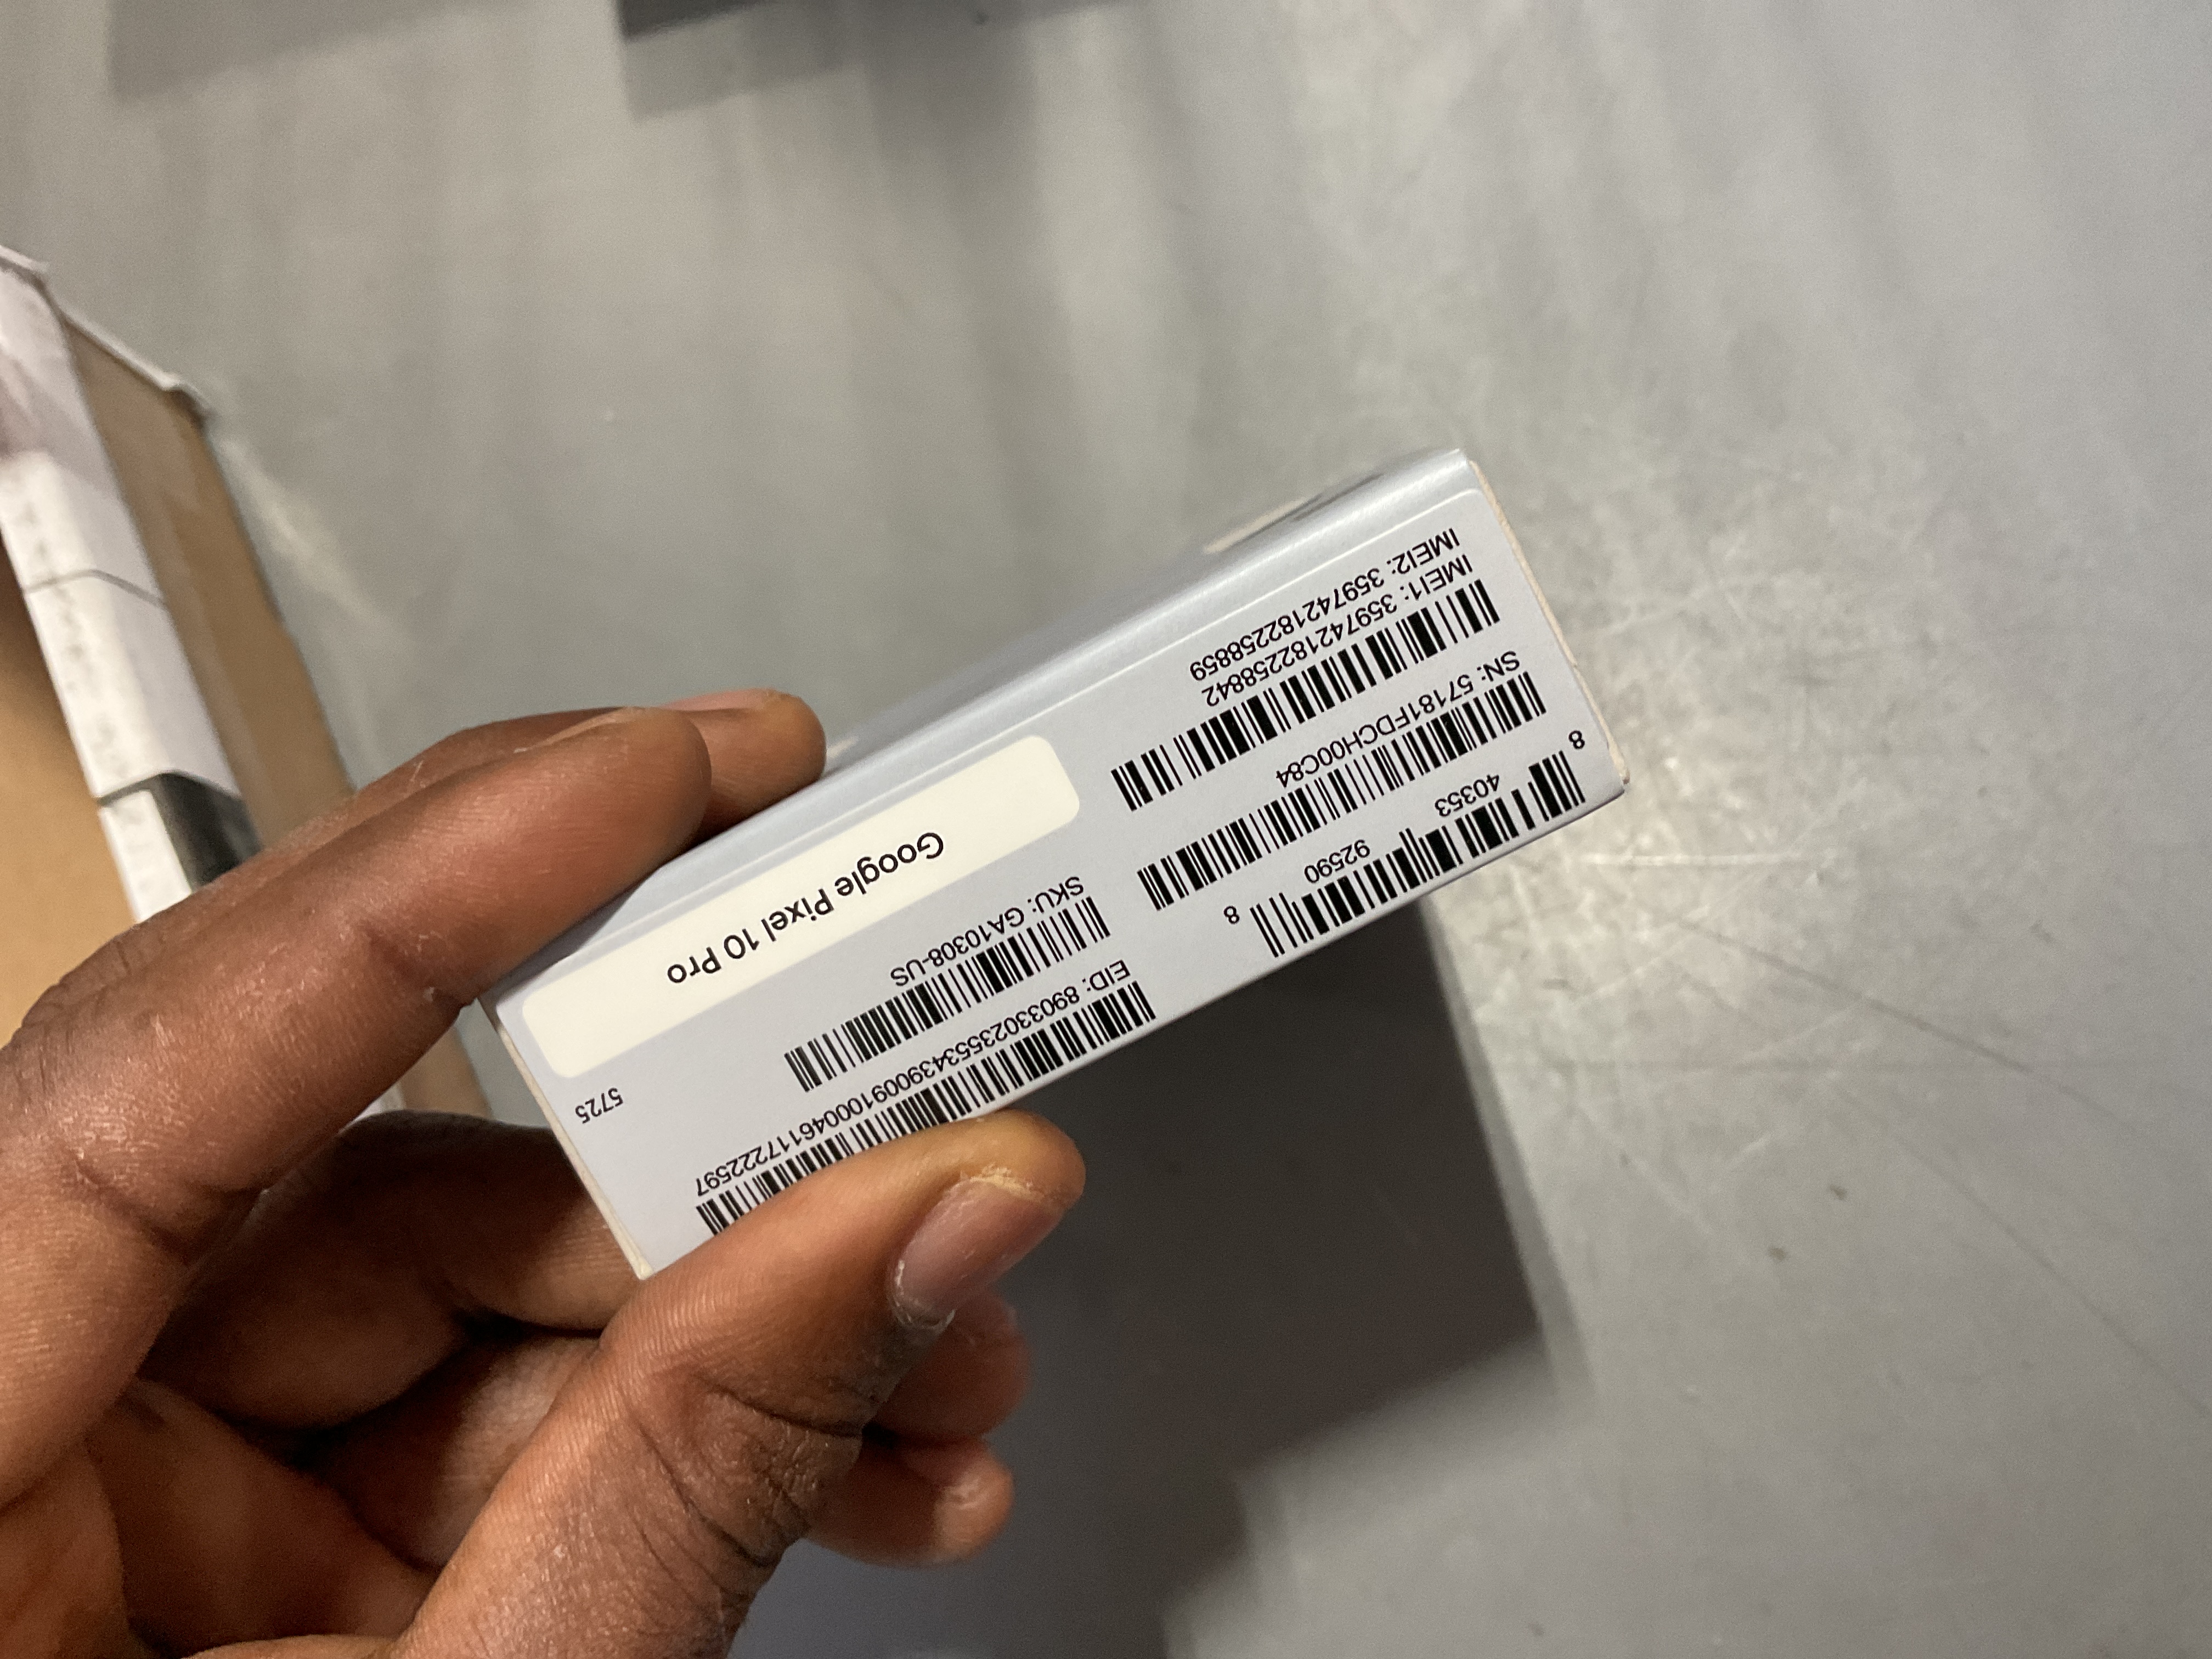 IMEI2: 359742182258859
IMEI1: 359742182258842
SN: 57181FDCH00C84
8 40353 92590 8
Google Pixel 10 Pro
SKU: GA10308-US
EID: 89033023553439009100046117222597
5725